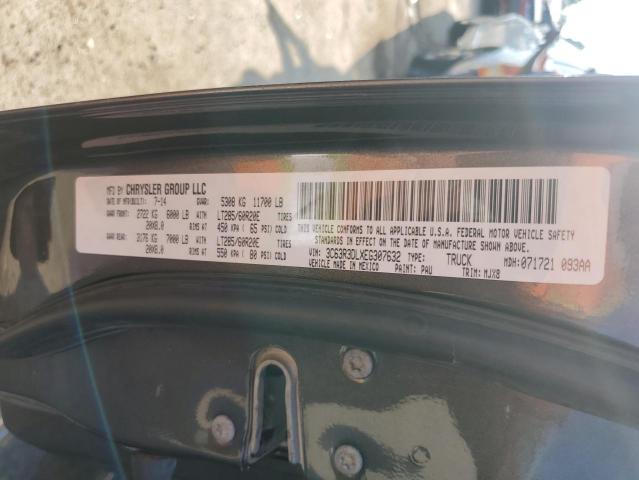 MFD BY CHRYSLER GROUP LLC
DATE OF MFR(BUILT): 7-14 GVWR: 5308 KG 11700 LB
GAWR FRONT: 2722 KG 6000 LB WITH LT285/60R20E TIRES
20X8.0 RIMS AT 450 KPA ( 65 PSI) COLD
GAWR REAR: 3175 KG 7000 LB WITH LT285/60R20E TIRES
20X8.0 RIMS AT 550 KPA ( 80 PSI) COLD
THIS VEHICLE CONFORMS TO ALL APPLICABLE U.S.A. FEDERAL MOTOR VEHICLE SAFETY
STANDARDS IN EFFECT ON THE DATE OF MANUFACTURE SHOWN ABOVE.
VIN: 3C63R3DLXEG307632 TYPE: TRUCK MDH: 071721 093AA
VEHICLE MADE IN MEXICO PAINT: PAU TRIM: MJX8